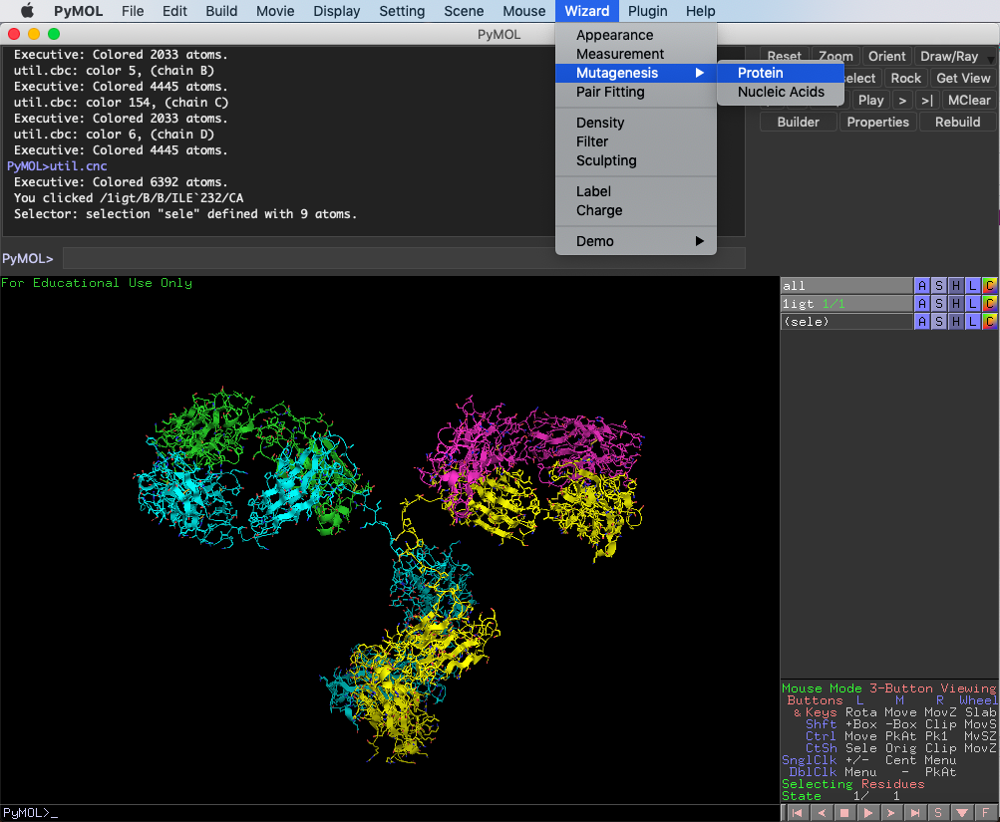 PyMOL File Edit Build Movie Display Setting Scene Mouse Wizard Plugin Help
PyMOL
Executive: Colored 2033 atoms.
util.cbc: color 5, (chain B)
Executive: Colored 4445 atoms.
util.cbc: color 154, (chain C)
Executive: Colored 2033 atoms.
util.cbc: color 6, (chain D)
Executive: Colored 4445 atoms.
PyMOL>util.cnc
Executive: Colored 6392 atoms.
You clicked /1igt/B/B/ILE`232/CA
Selector: selection "sele" defined with 9 atoms.
PyMOL>
Appearance
Measurement
Mutagenesis
Pair Fitting
Density
Filter
Sculpting
Label
Charge
Demo
Protein
Nucleic Acids
Reset Zoom Orient Draw/Ray
select Rock Get View
Play > >| MClear
Builder Properties Rebuild
For Educational Use Only
all A S H L C
1igt 1/1 A S H L C
(sele) A S H L C
Mouse Mode 3-Button Viewing
Buttons L M R Wheel
& Keys Rota Move MovZ Slab
Shft +Box -Box Clip MovS
Ctrl Move PkAt Pk1 MvSZ
CtSh Sele Orig Clip MovZ
SnglClk +/- Cent Menu
DblClk Menu - PkAt
Selecting Residues
State 1/ 1
PyMOL>_
S F